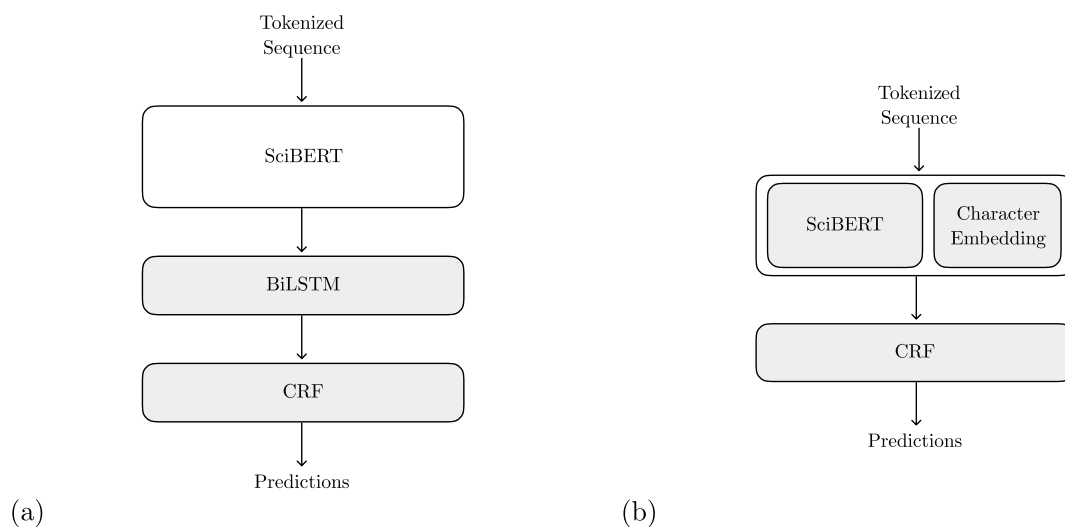 Tokenized
Sequence
SciBERT
BiLSTM
CRF
Predictions
(a)
Tokenized
Sequence
SciBERT
Character
Embedding
CRF
Predictions
(b)